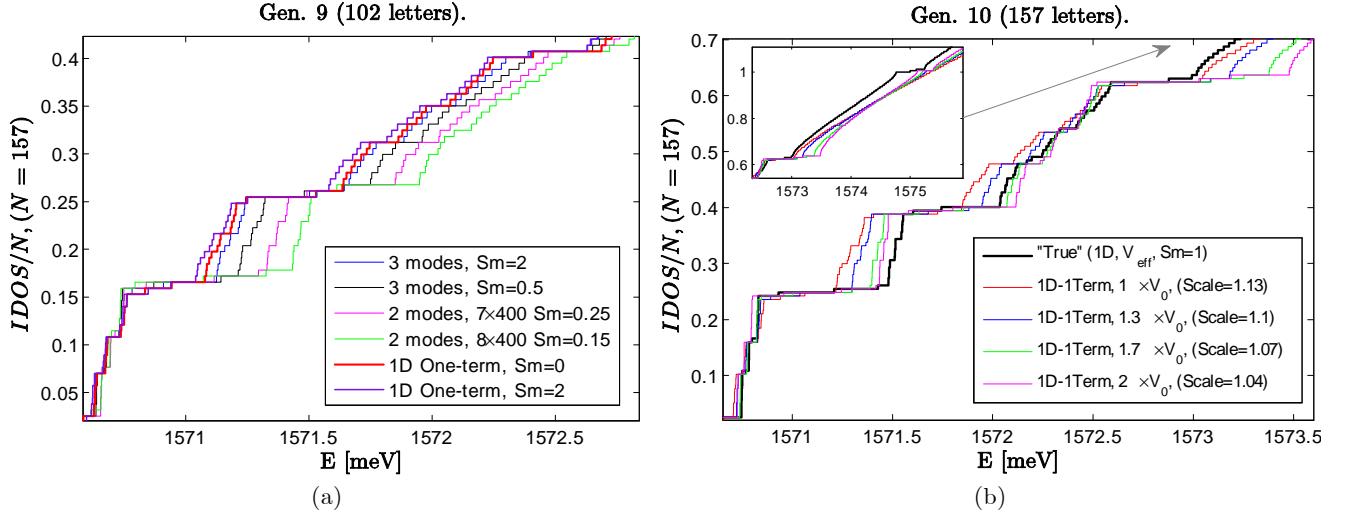 Gen. 9 (102 letters).
IDOS/N, (N = 157)
0.4
0.35
0.3
0.25
0.2
0.15
0.1
0.05
3 modes, Sm=2
3 modes, Sm=0.5
2 modes, 7×400 Sm=0.25
2 modes, 8×400 Sm=0.15
1D One-term, Sm=0
1D One-term, Sm=2
1571 1571.5 1572 1572.5
E [meV]
(a)
Gen. 10 (157 letters).
IDOS/N, (N = 157)
0.7
0.6
0.5
0.4
0.3
0.2
0.1
1
0.8
0.6
1573 1574 1575
"True" (1D, V_eff, Sm=1)
1D-1Term, 1 ×V_0, (Scale=1.13)
1D-1Term, 1.3 ×V_0, (Scale=1.1)
1D-1Term, 1.7 ×V_0, (Scale=1.07)
1D-1Term, 2 ×V_0, (Scale=1.04)
1571 1571.5 1572 1572.5 1573 1573.5
E [meV]
(b)